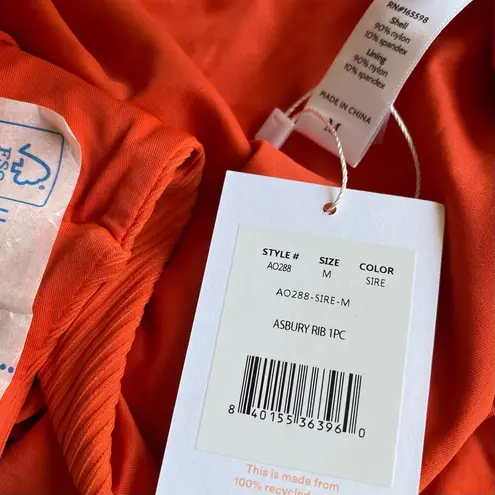 RN#165598
Shell
90% nylon
10% spandex
Lining
90% nylon
10% spandex
MADE IN CHINA
M
FSC
STYLE # SIZE COLOR
AO288 M SIRE
AO288-SIRE-M
ASBURY RIB 1PC
8 40155 36396 0
This is made from
100% recycled